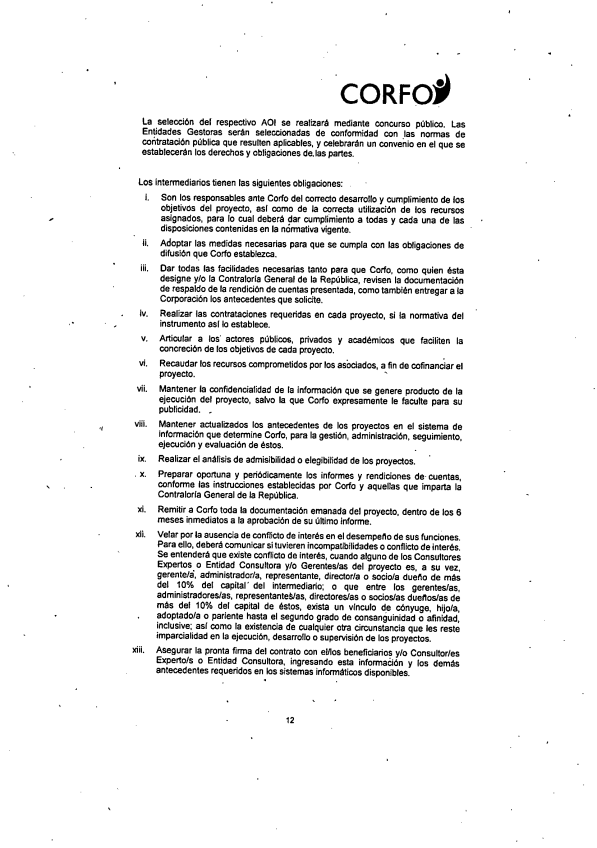 CORFO
La selección del respectivo AOI se realizará mediante concurso público. Las
Entidades Gestoras serán seleccionadas de conformidad con las normas de
contratación pública que resulten aplicables, y celebrarán un convenio en el que se
establecerán los derechos y obligaciones de las partes.
Los intermediarios tienen las siguientes obligaciones:
i. Son los responsables ante Corfo del correcto desarrollo y cumplimiento de los
objetivos del proyecto, así como de la correcta utilización de los recursos
asignados, para lo cual deberá dar cumplimiento a todas y cada una de las
disposiciones contenidas en la normativa vigente.
ii. Adoptar las medidas necesarias para que se cumpla con las obligaciones de
difusión que Corfo establezca.
iii. Dar todas las facilidades necesarias tanto para que Corfo, como quien ésta
designe y/o la Contraloría General de la República, revisen la documentación
de respaldo de la rendición de cuentas presentada, como también entregar a la
Corporación los antecedentes que solicite.
iv. Realizar las contrataciones requeridas en cada proyecto, si la normativa del
instrumento así lo establece.
v. Articular a los actores públicos, privados y académicos que faciliten la
concreción de los objetivos de cada proyecto.
vi. Recaudar los recursos comprometidos por los asociados, a fin de cofinanciar el
proyecto.
vii. Mantener la confidencialidad de la información que se genere producto de la
ejecución del proyecto, salvo la que Corfo expresamente le faculte para su
publicidad.
viii. Mantener actualizados los antecedentes de los proyectos en el sistema de
información que determine Corfo, para la gestión, administración, seguimiento,
ejecución y evaluación de éstos.
ix. Realizar el análisis de admisibilidad o elegibilidad de los proyectos.
x. Preparar oportuna y periódicamente los informes y rendiciones de cuentas,
conforme las instrucciones establecidas por Corfo y aquellas que imparta la
Contraloría General de la República.
xi. Remitir a Corfo toda la documentación emanada del proyecto, dentro de los 6
meses inmediatos a la aprobación de su último informe.
xii. Velar por la ausencia de conflicto de interés en el desempeño de sus funciones.
Para ello, deberá comunicar si tuvieren incompatibilidades o conflicto de interés.
Se entenderá que existe conflicto de interés, cuando alguno de los Consultores
Expertos o Entidad Consultora y/o Gerentes/as del proyecto es, a su vez,
gerente/a, administrador/a, representante, director/a o socio/a dueño de más
del 10% del capital del intermediario; o que entre los gerentes/as,
administradores/as, representantes/as, directores/as o socios/as dueños/as de
más del 10% del capital de éstos, exista un vínculo de cónyuge, hijo/a,
adoptado/a o pariente hasta el segundo grado de consanguinidad o afinidad,
inclusive; así como la existencia de cualquier otra circunstancia que les reste
imparcialidad en la ejecución, desarrollo o supervisión de los proyectos.
xiii. Asegurar la pronta firma del contrato con el/los beneficiarios y/o Consultor/es
Experto/s o Entidad Consultora, ingresando esta información y los demás
antecedentes requeridos en los sistemas informáticos disponibles.
12